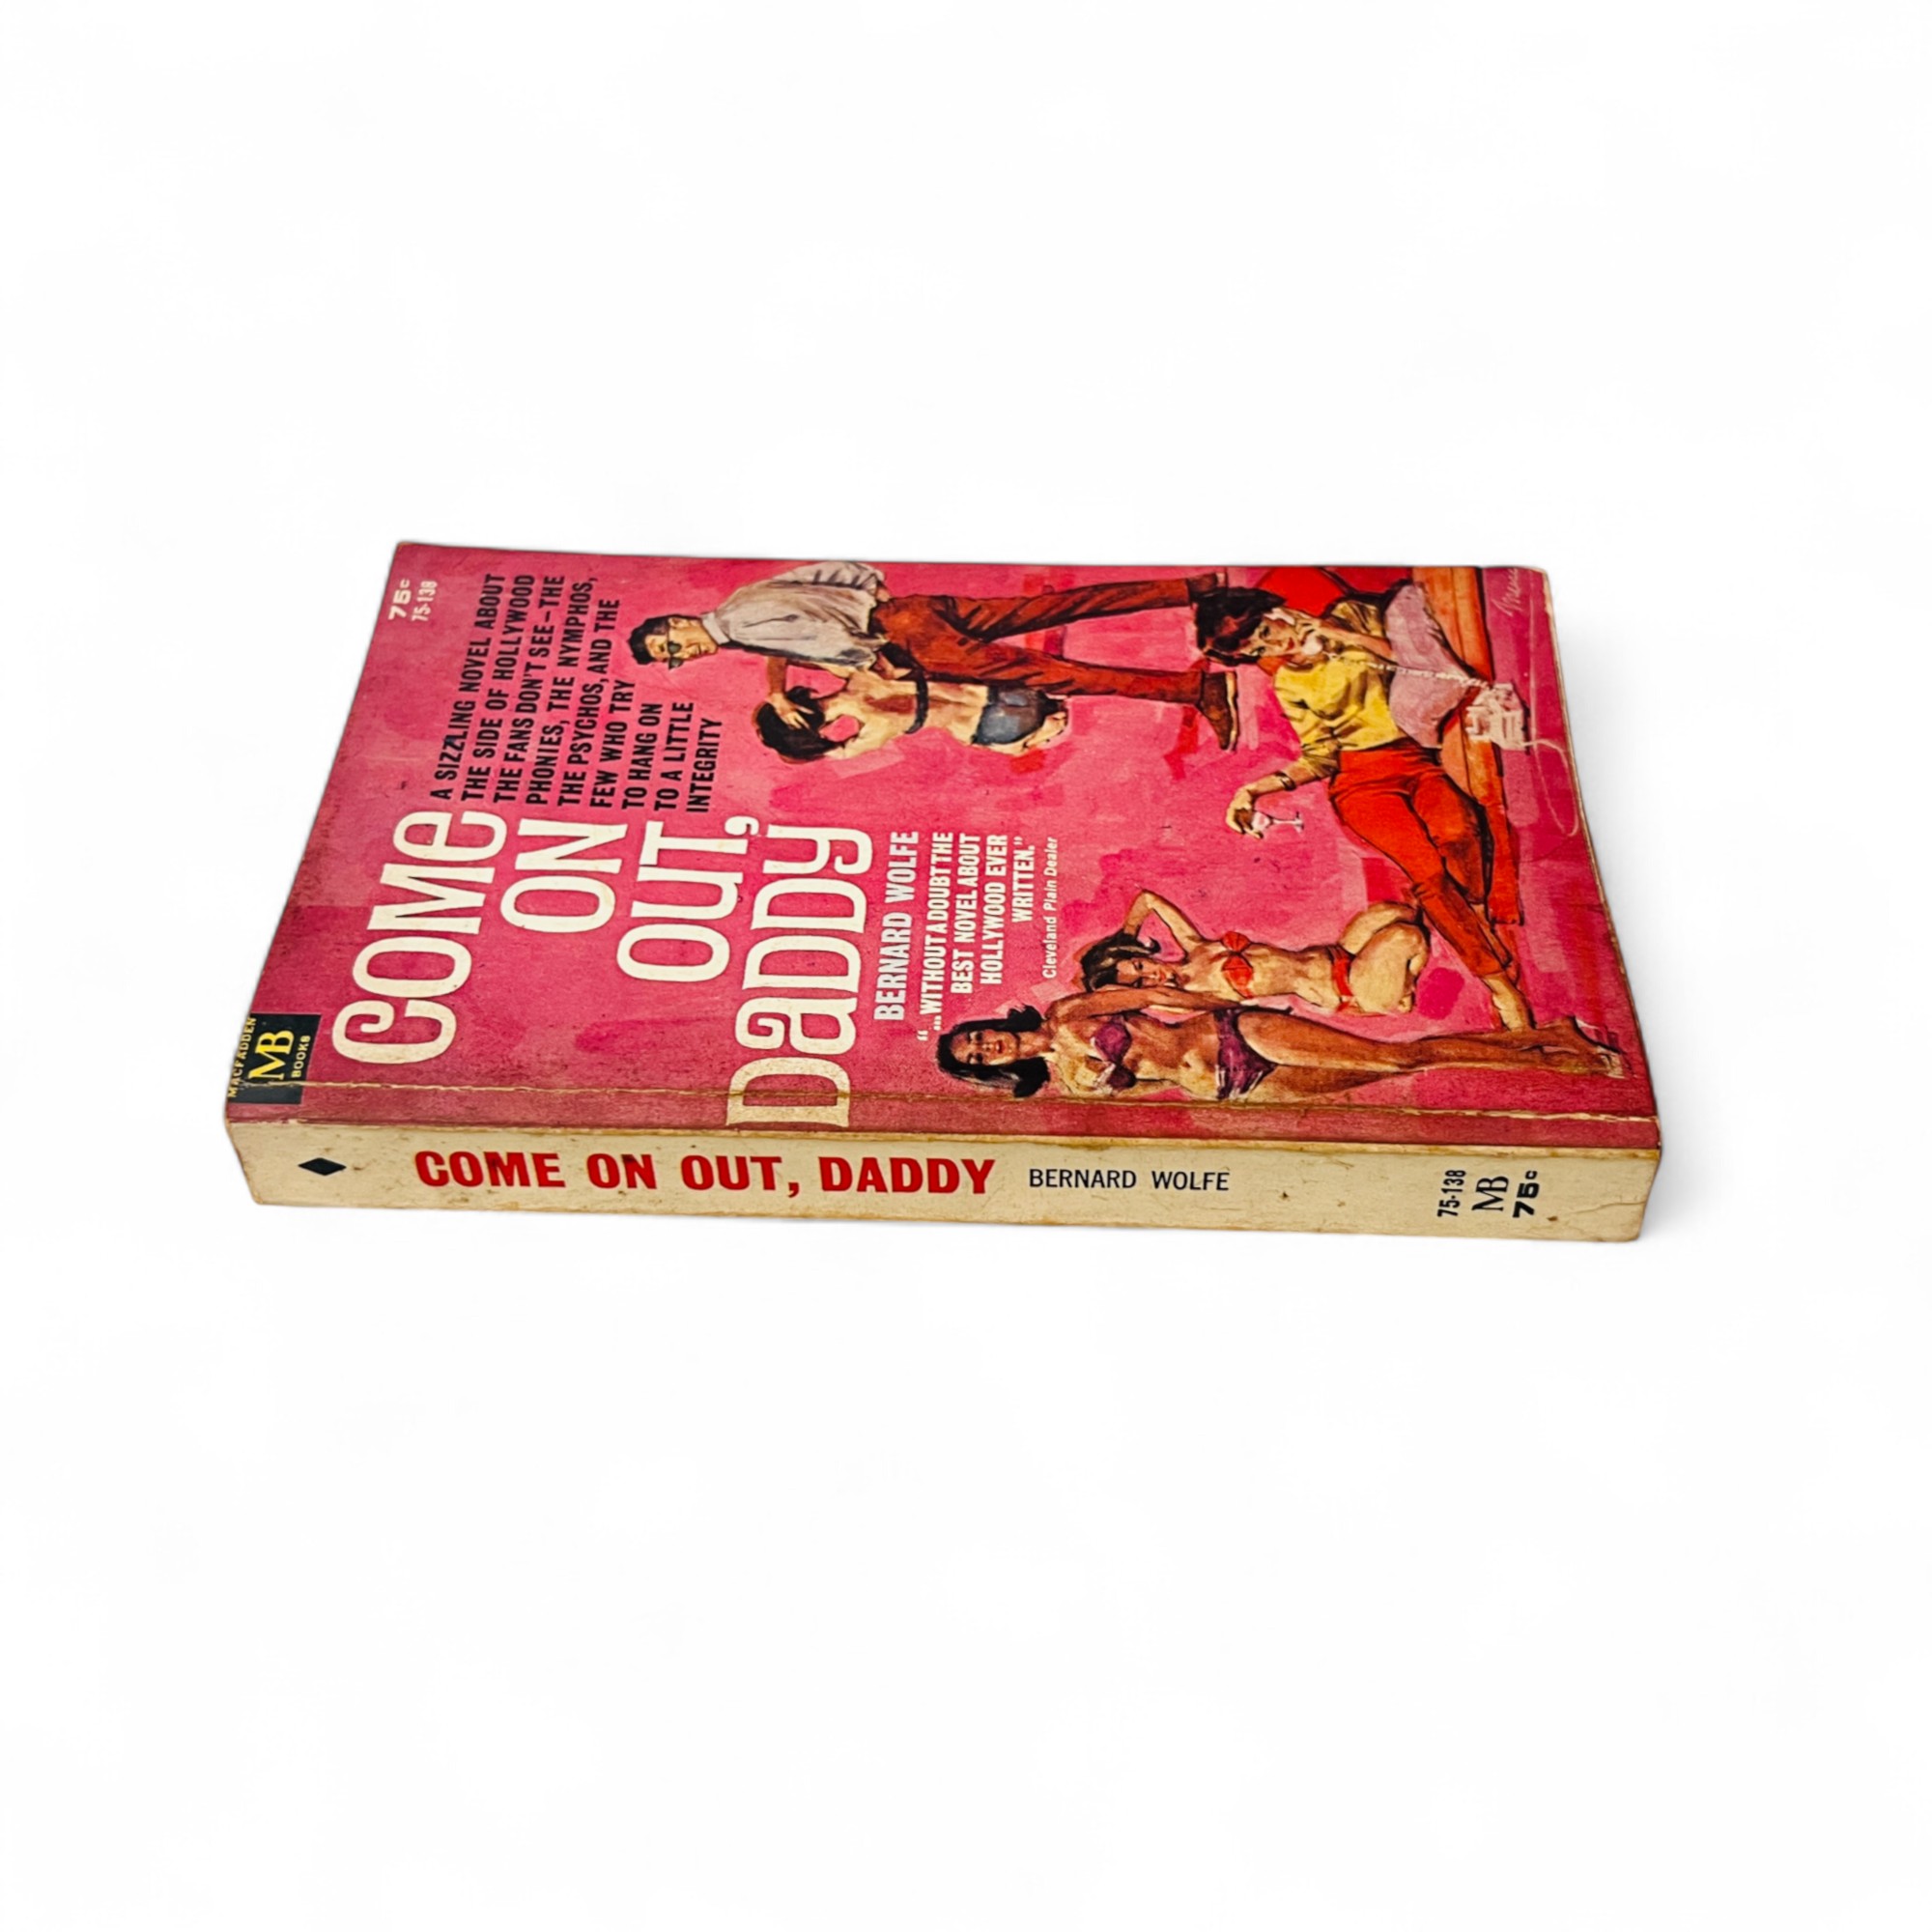 MACFADDEN
MB
BOOKS
75¢
75-138
COME
ON
OUT,
DaDDy
A SIZZLING NOVEL ABOUT
THE SIDE OF HOLLYWOOD
THE FANS DON'T SEE–THE
PHONIES, THE NYMPHOS,
THE PSYCHOS, AND THE
FEW WHO TRY
TO HANG ON
TO A LITTLE
INTEGRITY
BERNARD WOLFE
"...WITHOUT A DOUBT THE
BEST NOVEL ABOUT
HOLLYWOOD EVER
WRITTEN."
Cleveland Plain Dealer
COME ON OUT, DADDY BERNARD WOLFE
75-138
MB
75¢